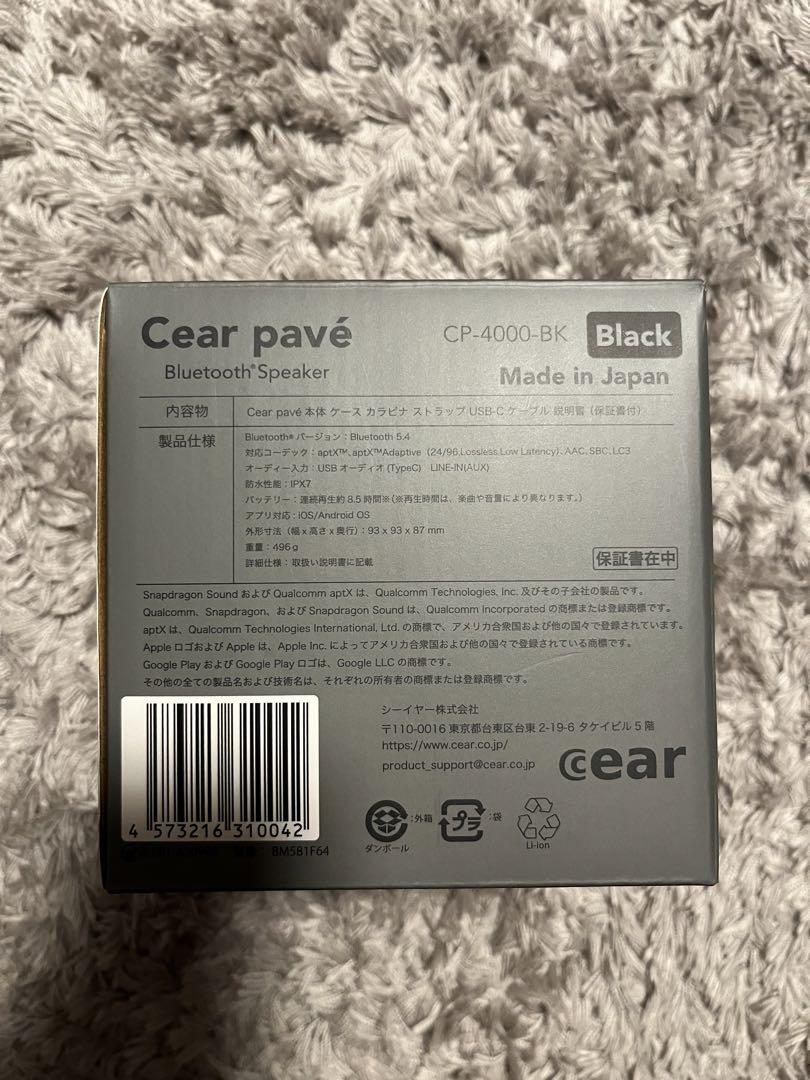 Cear pavé
CP-4000-BK
Black
Bluetooth® Speaker
Made in Japan
内容物
Cear pavé 本体 ケース カラビナ ストラップ USB-C ケーブル 説明書（保証書付）
製品仕様
Bluetooth® バージョン：Bluetooth 5.4
対応コーデック：aptX™、aptX™Adaptive（24/96,Lossless,Low Latency）、AAC、SBC、LC3
オーディー入力：USB オーディオ (TypeC)　LINE-IN(AUX)
防水性能：IPX7
バッテリー：連続再生約 8.5 時間※（※再生時間は、楽曲や音量により異なります。）
アプリ対応：iOS/Android OS
外形寸法（幅 x 高さ x 奥行）：93 x 93 x 87 mm
重量：496 g
詳細仕様：取扱い説明書に記載
保証書在中
Snapdragon Sound および Qualcomm aptX は、Qualcomm Technologies, Inc. 及びその子会社の製品です。
Qualcomm、Snapdragon、および Snapdragon Sound は、Qualcomm Incorporated の商標または登録商標です。
aptX は、Qualcomm Technologies International, Ltd. の商標で、アメリカ合衆国および他の国々で登録されています。
Apple ロゴおよび Apple は、Apple Inc. によってアメリカ合衆国および他の国々で登録されている商標です。
Google Play および Google Play ロゴは、Google LLC の商標です。
その他の全ての製品名および技術名は、それぞれの所有者の商標または登録商標です。
シーイヤー株式会社
〒110-0016 東京都台東区台東 2-19-6 タケイビル 5 階
https://www.cear.co.jp/
product_support@cear.co.jp
cear
4 573216 310042
BM581F64
ダンボール
:外箱
プラ
:袋
Li-ion